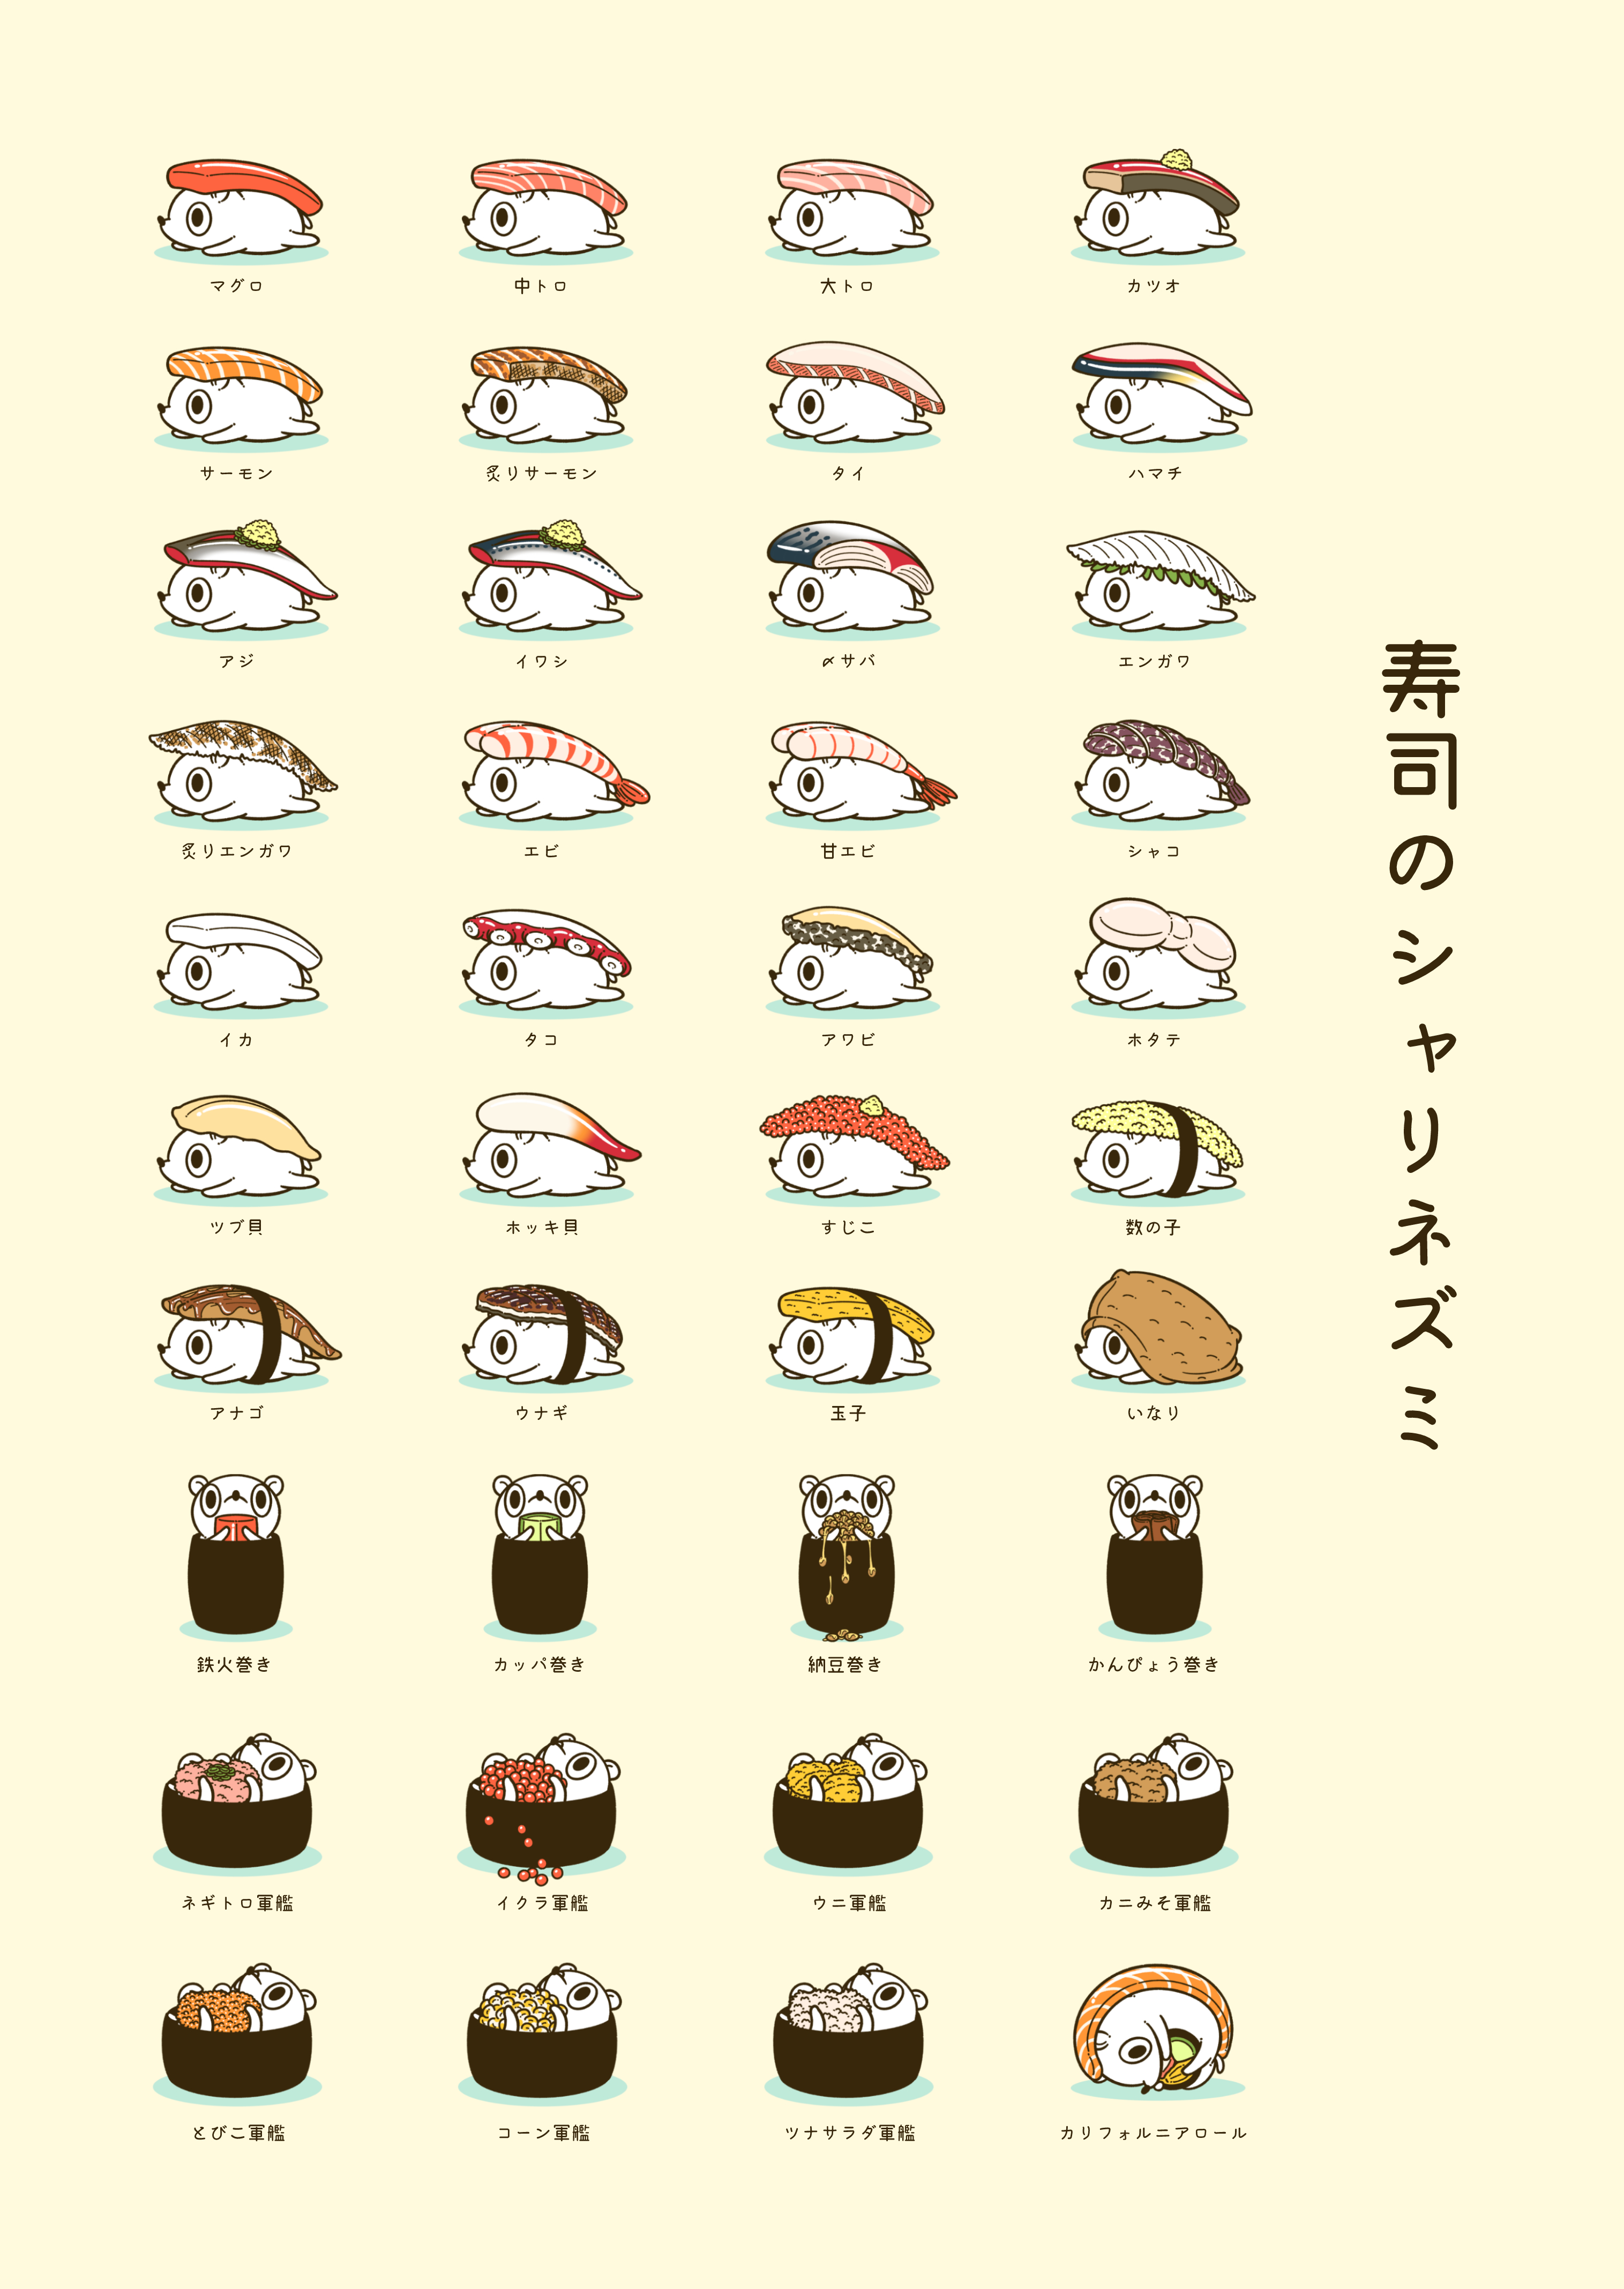 寿司のシャリネズミ
マグロ
中トロ
大トロ
カツオ
サーモン
炙りサーモン
タイ
ハマチ
アジ
イワシ
〆サバ
エンガワ
炙りエンガワ
エビ
甘エビ
シャコ
イカ
タコ
アワビ
ホタテ
ツブ貝
ホッキ貝
すじこ
数の子
アナゴ
ウナギ
玉子
いなり
鉄火巻き
カッパ巻き
納豆巻き
かんぴょう巻き
ネギトロ軍艦
イクラ軍艦
ウニ軍艦
カニみそ軍艦
とびこ軍艦
コーン軍艦
ツナサラダ軍艦
カリフォルニアロール